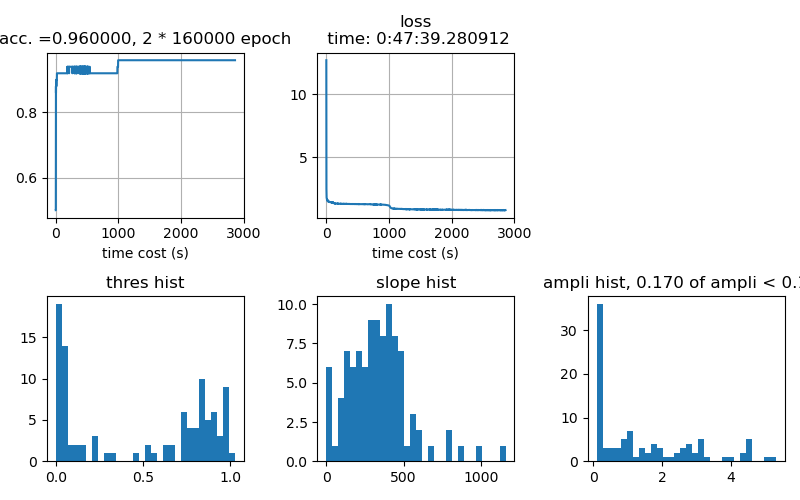 acc. =0.960000, 2 * 160000 epoch
loss
time: 0:47:39.280912
0.8
0.6
0 1000 2000 3000
time cost (s)
10
5
0 1000 2000 3000
time cost (s)
thres hist
15
10
5
0
0.0 0.5 1.0
slope hist
10.0
7.5
5.0
2.5
0.0
0 500 1000
ampli hist, 0.170 of ampli < 0.
30
20
10
0
0 2 4